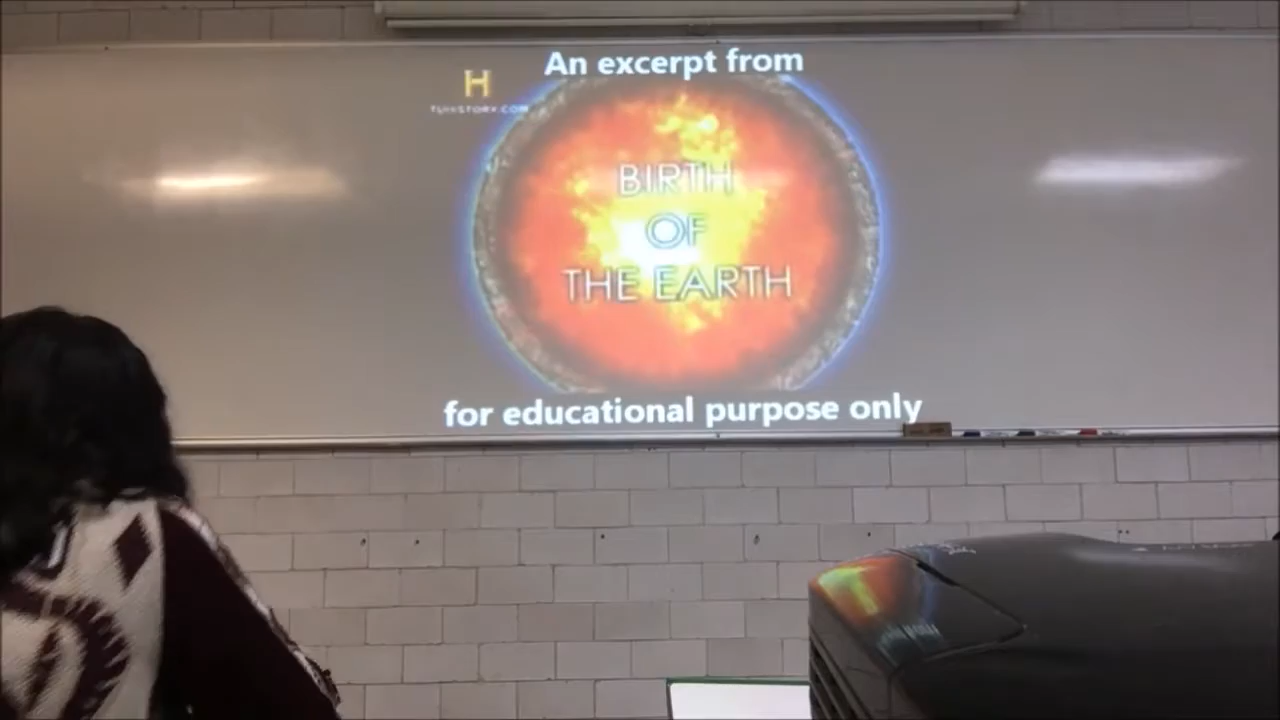 An excerpt from
H
BIRTH
OF
THE EARTH
for educational purpose only